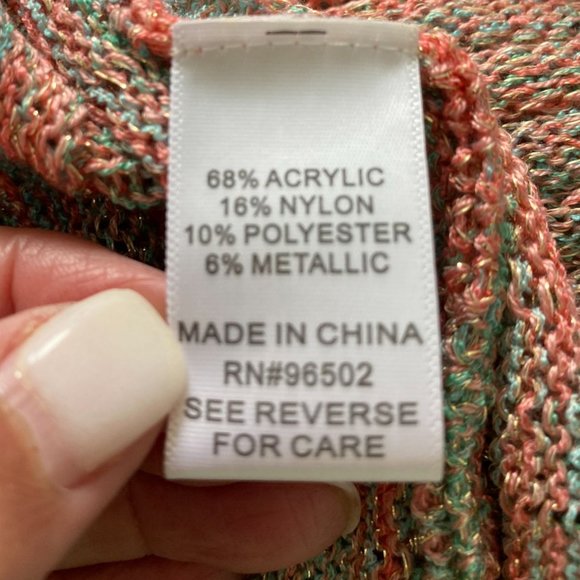 68% ACRYLIC
16% NYLON
10% POLYESTER
6% METALLIC
MADE IN CHINA
RN#96502
SEE REVERSE
FOR CARE